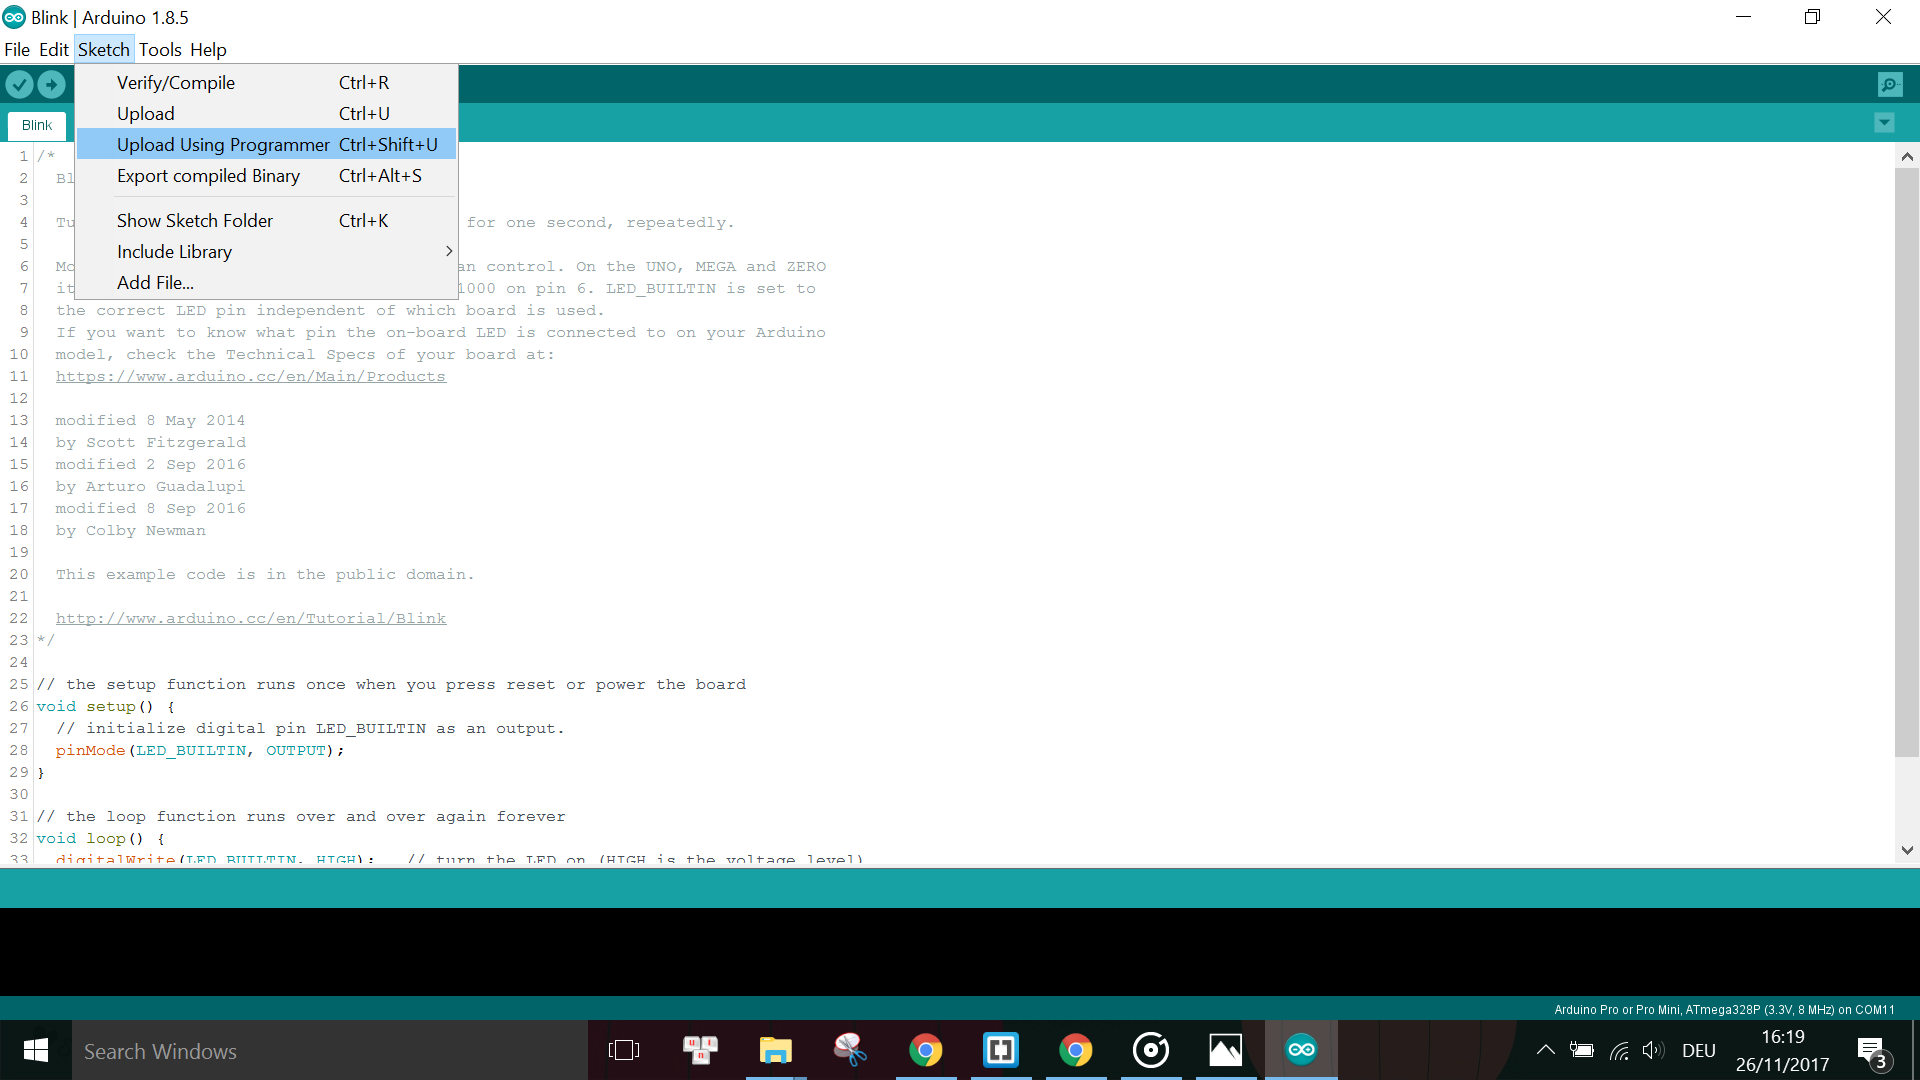 Blink | Arduino 1.8.5
File Edit Sketch Tools Help
Verify/Compile Ctrl+R
Upload Ctrl+U
Upload Using Programmer Ctrl+Shift+U
Export compiled Binary Ctrl+Alt+S
Show Sketch Folder Ctrl+K
Include Library
Add File...
Blink
1 /*
2 Bl
3
4 Tu for one second, repeatedly.
5
6 Mo an control. On the UNO, MEGA and ZERO
7 it 1000 on pin 6. LED_BUILTIN is set to
8 the correct LED pin independent of which board is used.
9 If you want to know what pin the on-board LED is connected to on your Arduino
10 model, check the Technical Specs of your board at:
11 https://www.arduino.cc/en/Main/Products
12
13 modified 8 May 2014
14 by Scott Fitzgerald
15 modified 2 Sep 2016
16 by Arturo Guadalupi
17 modified 8 Sep 2016
18 by Colby Newman
19
20 This example code is in the public domain.
21
22 http://www.arduino.cc/en/Tutorial/Blink
23 */
24
25 // the setup function runs once when you press reset or power the board
26 void setup() {
27 // initialize digital pin LED_BUILTIN as an output.
28 pinMode(LED_BUILTIN, OUTPUT);
29 }
30
31 // the loop function runs over and over again forever
32 void loop() {
33 digitalWrite(LED_BUILTIN, HIGH); // turn the LED on (HIGH is the voltage level)
Arduino Pro or Pro Mini, ATmega328P (3.3V, 8 MHz) on COM11
Search Windows
DEU
16:19
26/11/2017
3